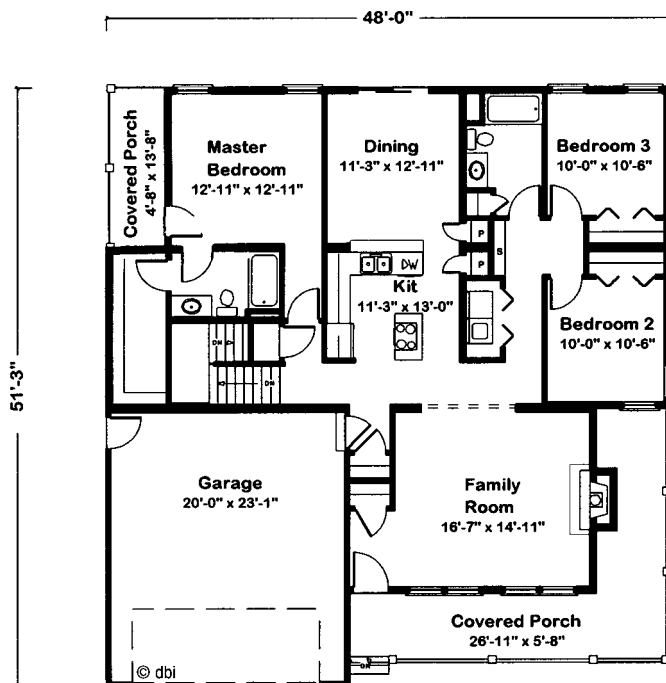 48'-0"
51'-3"
Covered Porch
4'-8" x 13'-8"
Master
Bedroom
12'-11" x 12'-11"
Dining
11'-3" x 12'-11"
Bedroom 3
10'-0" x 10'-6"
P
S
P
DW
Kit
11'-3" x 13'-0"
Bedroom 2
10'-0" x 10'-6"
DN
DN
Garage
20'-0" x 23'-1"
Family
Room
16'-7" x 14'-11"
Covered Porch
26'-11" x 5'-8"
DN
© dbi